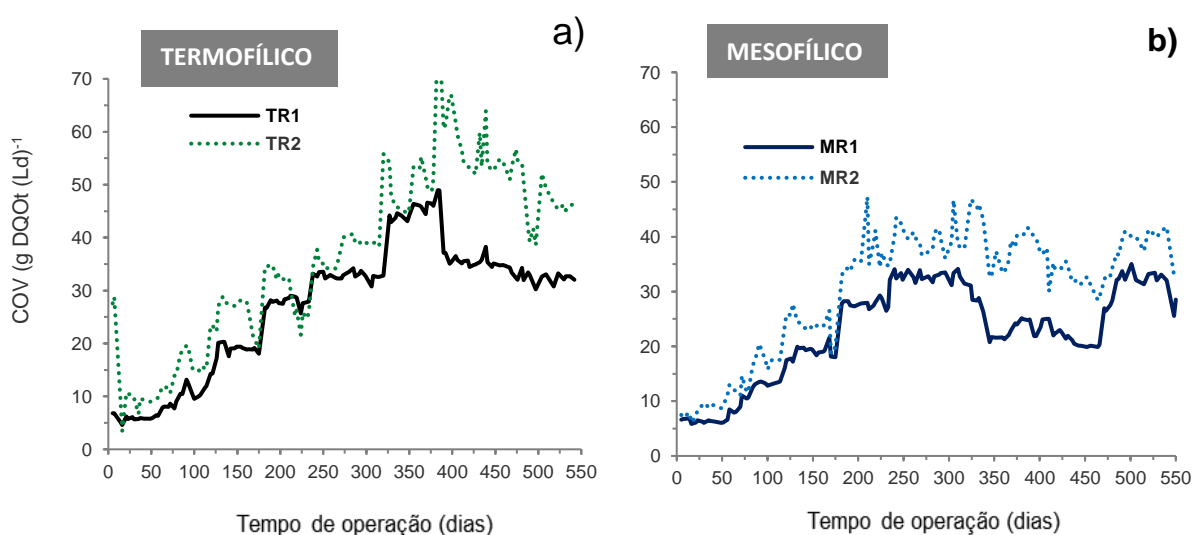 a)
TERMOFÍLICO
COV (g DQOt (Ld)-1
70
60
50
40
30
20
10
0
TR1
TR2
0 50 100 150 200 250 300 350 400 450 500 550
Tempo de operação (dias)
b)
MESOFÍLICO
70
60
50
40
30
20
10
0
MR1
MR2
0 50 100 150 200 250 300 350 400 450 500 550
Tempo de operação (dias)